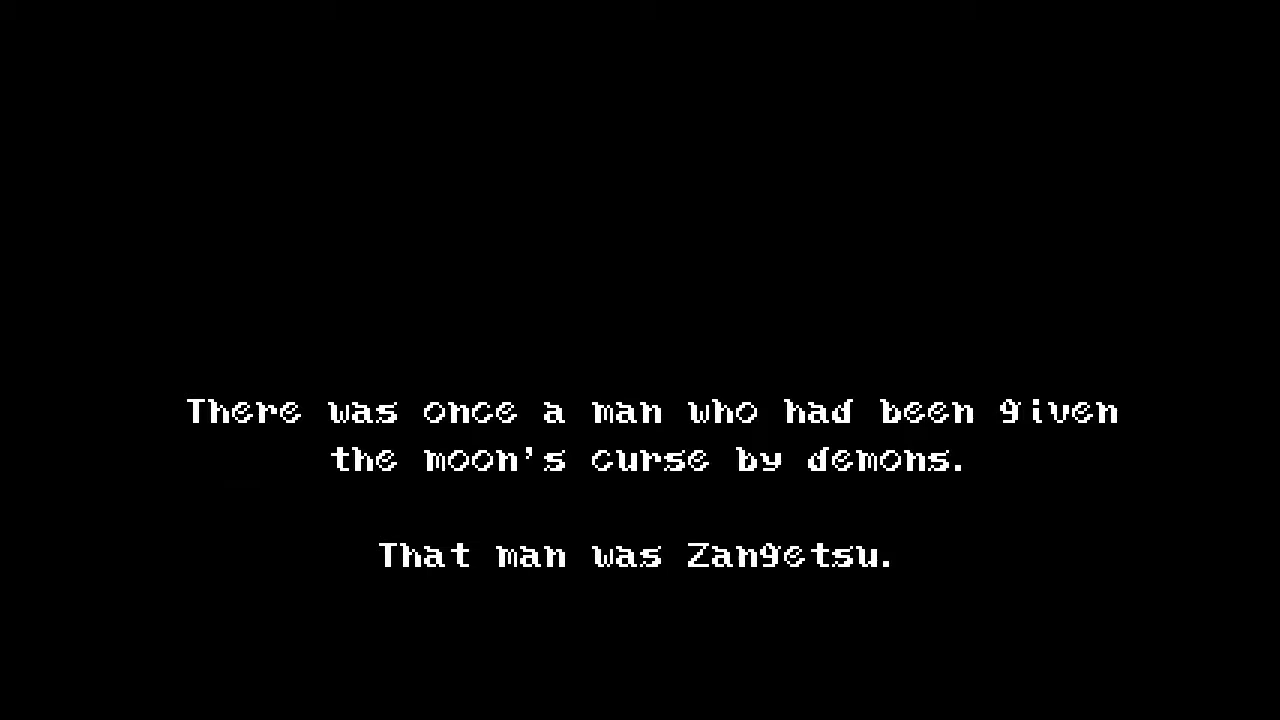 There was once a man who had been given
the moon's curse by demons.
That man was Zangetsu.